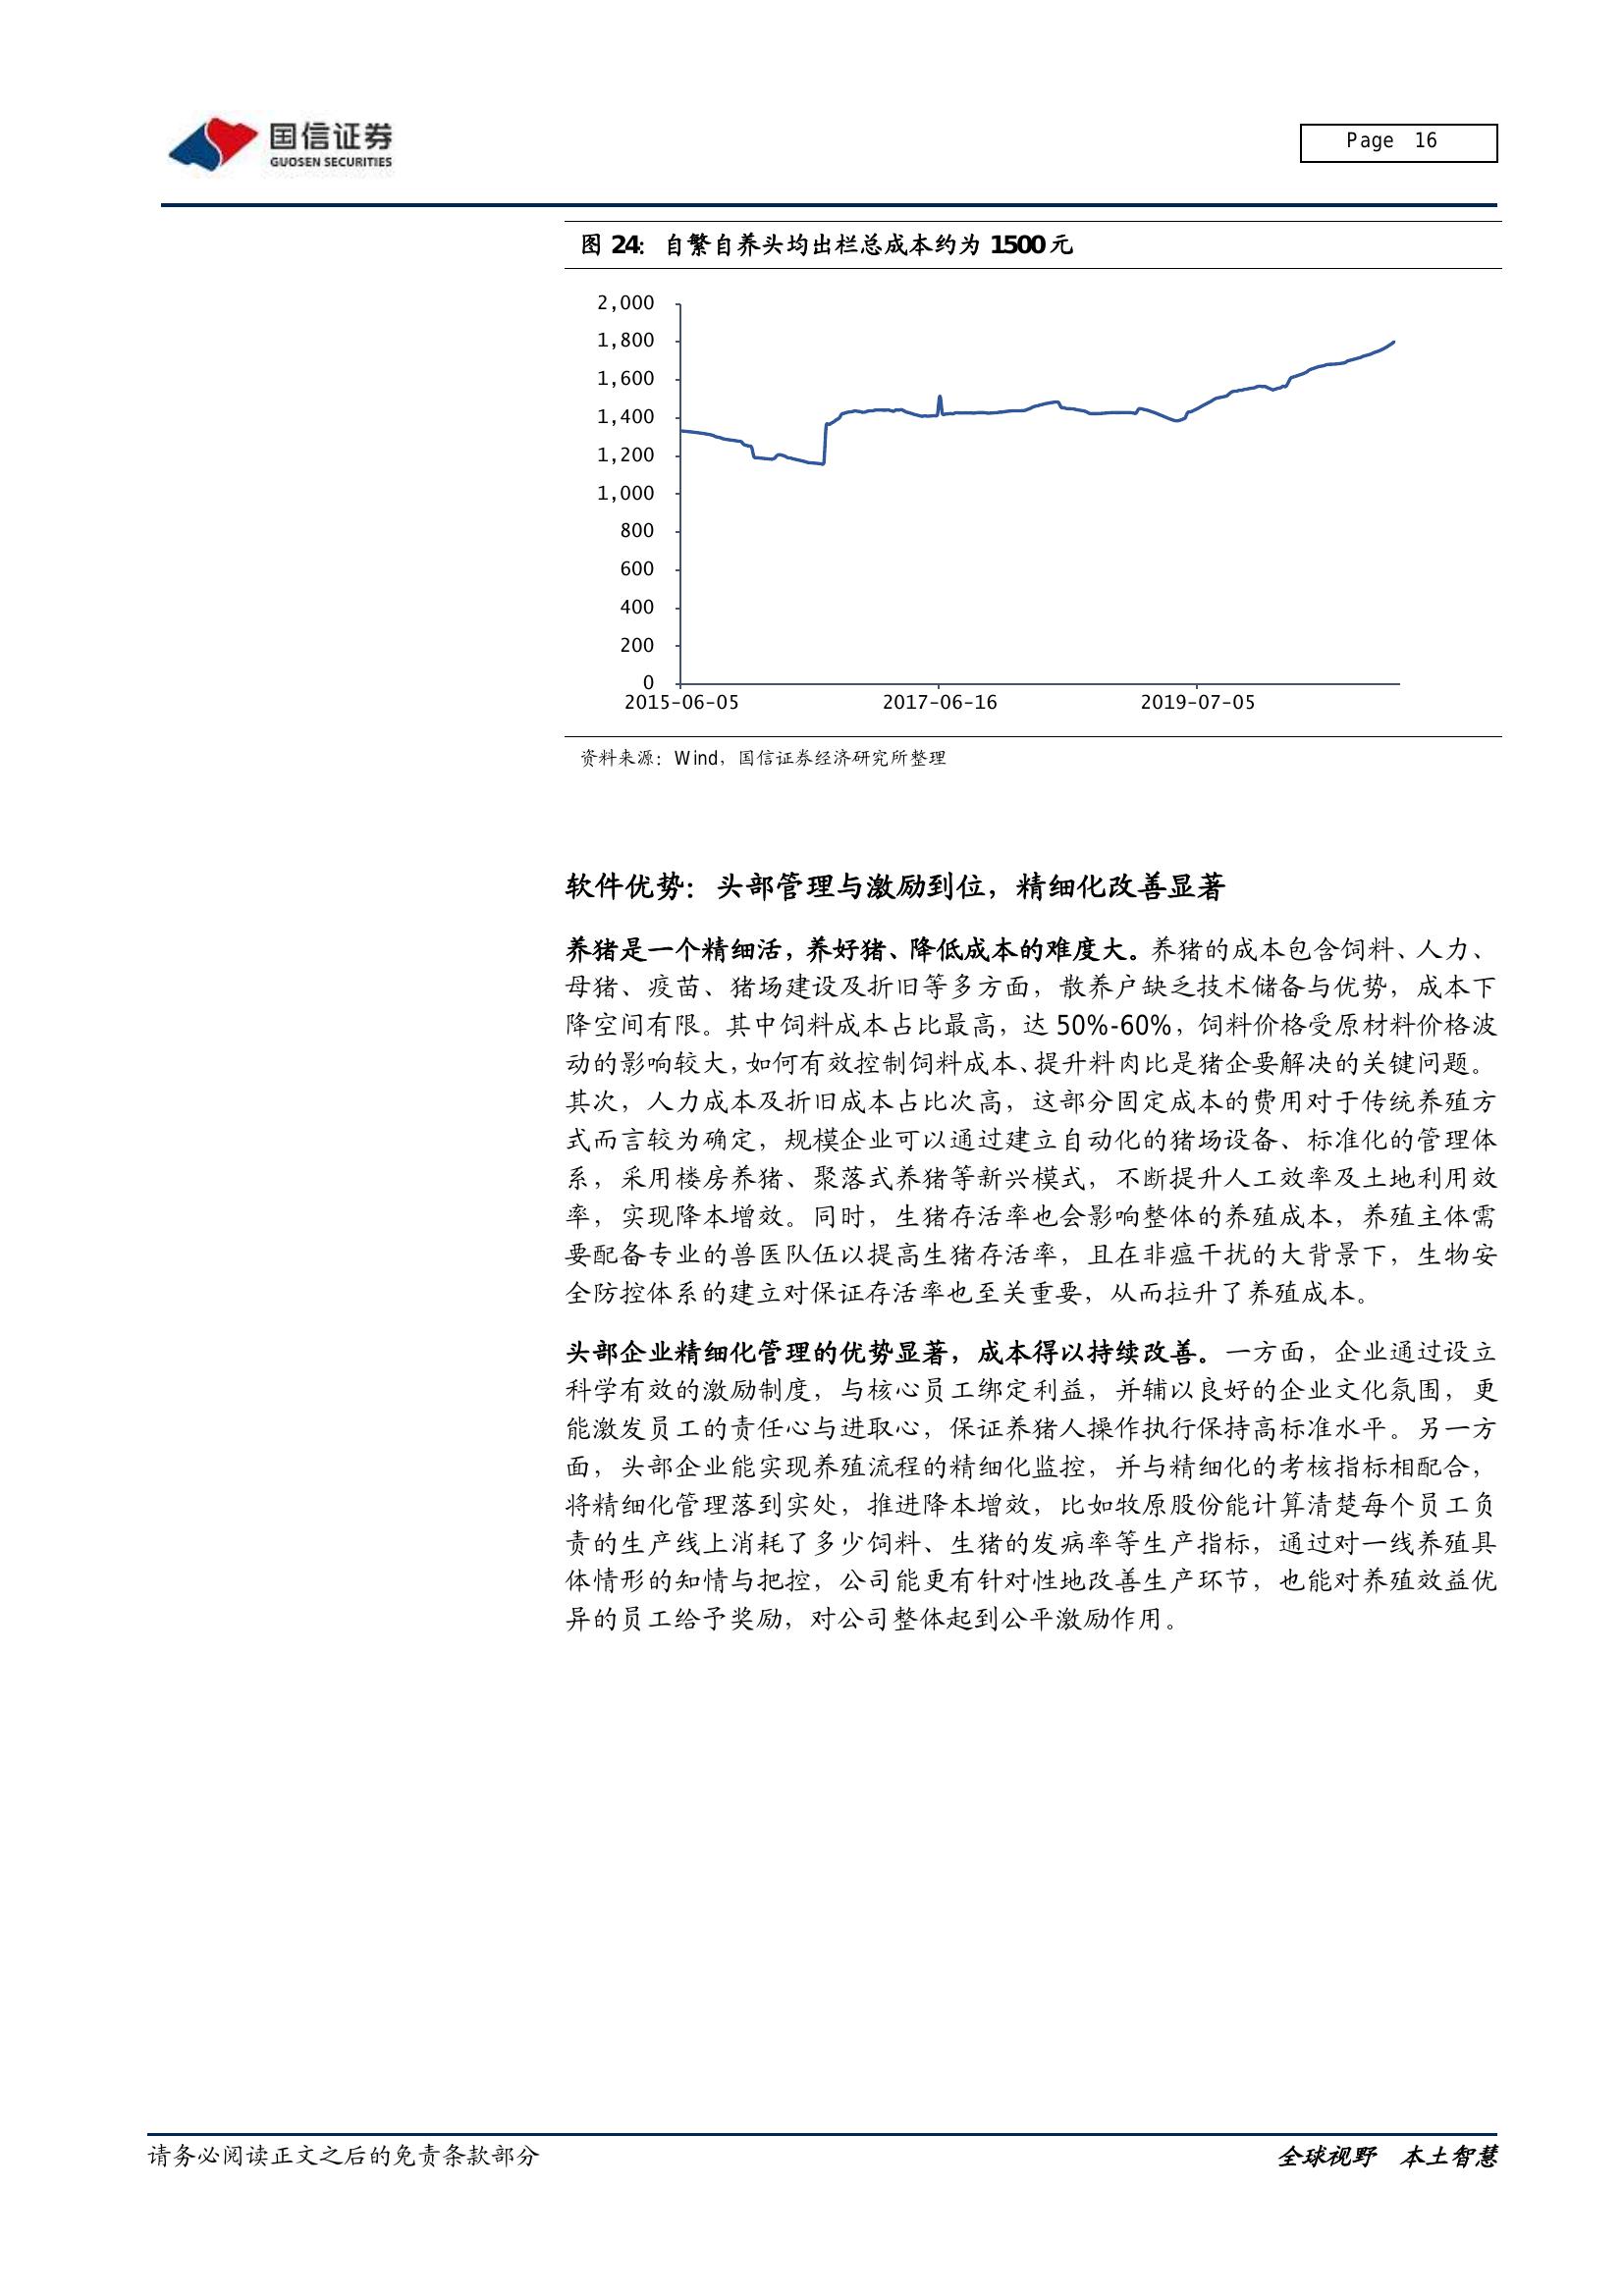 国信证券
GUOSEN SECURITIES
Page 16
图 24: 自繁自养头均出栏总成本约为 1500 元
2,000
1,800
1,600
1,400
1,200
1,000
800
600
400
200
0
2015-06-05 2017-06-16 2019-07-05
资料来源：Wind，国信证券经济研究所整理
软件优势：头部管理与激励到位，精细化改善显著
养猪是一个精细活，养好猪、降低成本的难度大。养猪的成本包含饲料、人力、
母猪、疫苗、猪场建设及折旧等多方面，散养户缺乏技术储备与优势，成本下
降空间有限。其中饲料成本占比最高，达 50%-60%，饲料价格受原材料价格波
动的影响较大，如何有效控制饲料成本、提升料肉比是猪企要解决的关键问题。
其次，人力成本及折旧成本占比次高，这部分固定成本的费用对于传统养殖方
式而言较为确定，规模企业可以通过建立自动化的猪场设备、标准化的管理体
系，采用楼房养猪、聚落式养猪等新兴模式，不断提升人工效率及土地利用效
率，实现降本增效。同时，生猪存活率也会影响整体的养殖成本，养殖主体需
要配备专业的兽医队伍以提高生猪存活率，且在非瘟干扰的大背景下，生物安
全防控体系的建立对保证存活率也至关重要，从而拉升了养殖成本。
头部企业精细化管理的优势显著，成本得以持续改善。一方面，企业通过设立
科学有效的激励制度，与核心员工绑定利益，并辅以良好的企业文化氛围，更
能激发员工的责任心与进取心，保证养猪人操作执行保持高标准水平。另一方
面，头部企业能实现养殖流程的精细化监控，并与精细化的考核指标相配合，
将精细化管理落到实处，推进降本增效，比如牧原股份能计算清楚每个员工负
责的生产线上消耗了多少饲料、生猪的发病率等生产指标，通过对一线养殖具
体情形的知情与把控，公司能更有针对性地改善生产环节，也能对养殖效益优
异的员工给予奖励，对公司整体起到公平激励作用。
请务必阅读正文之后的免责条款部分
全球视野 本土智慧